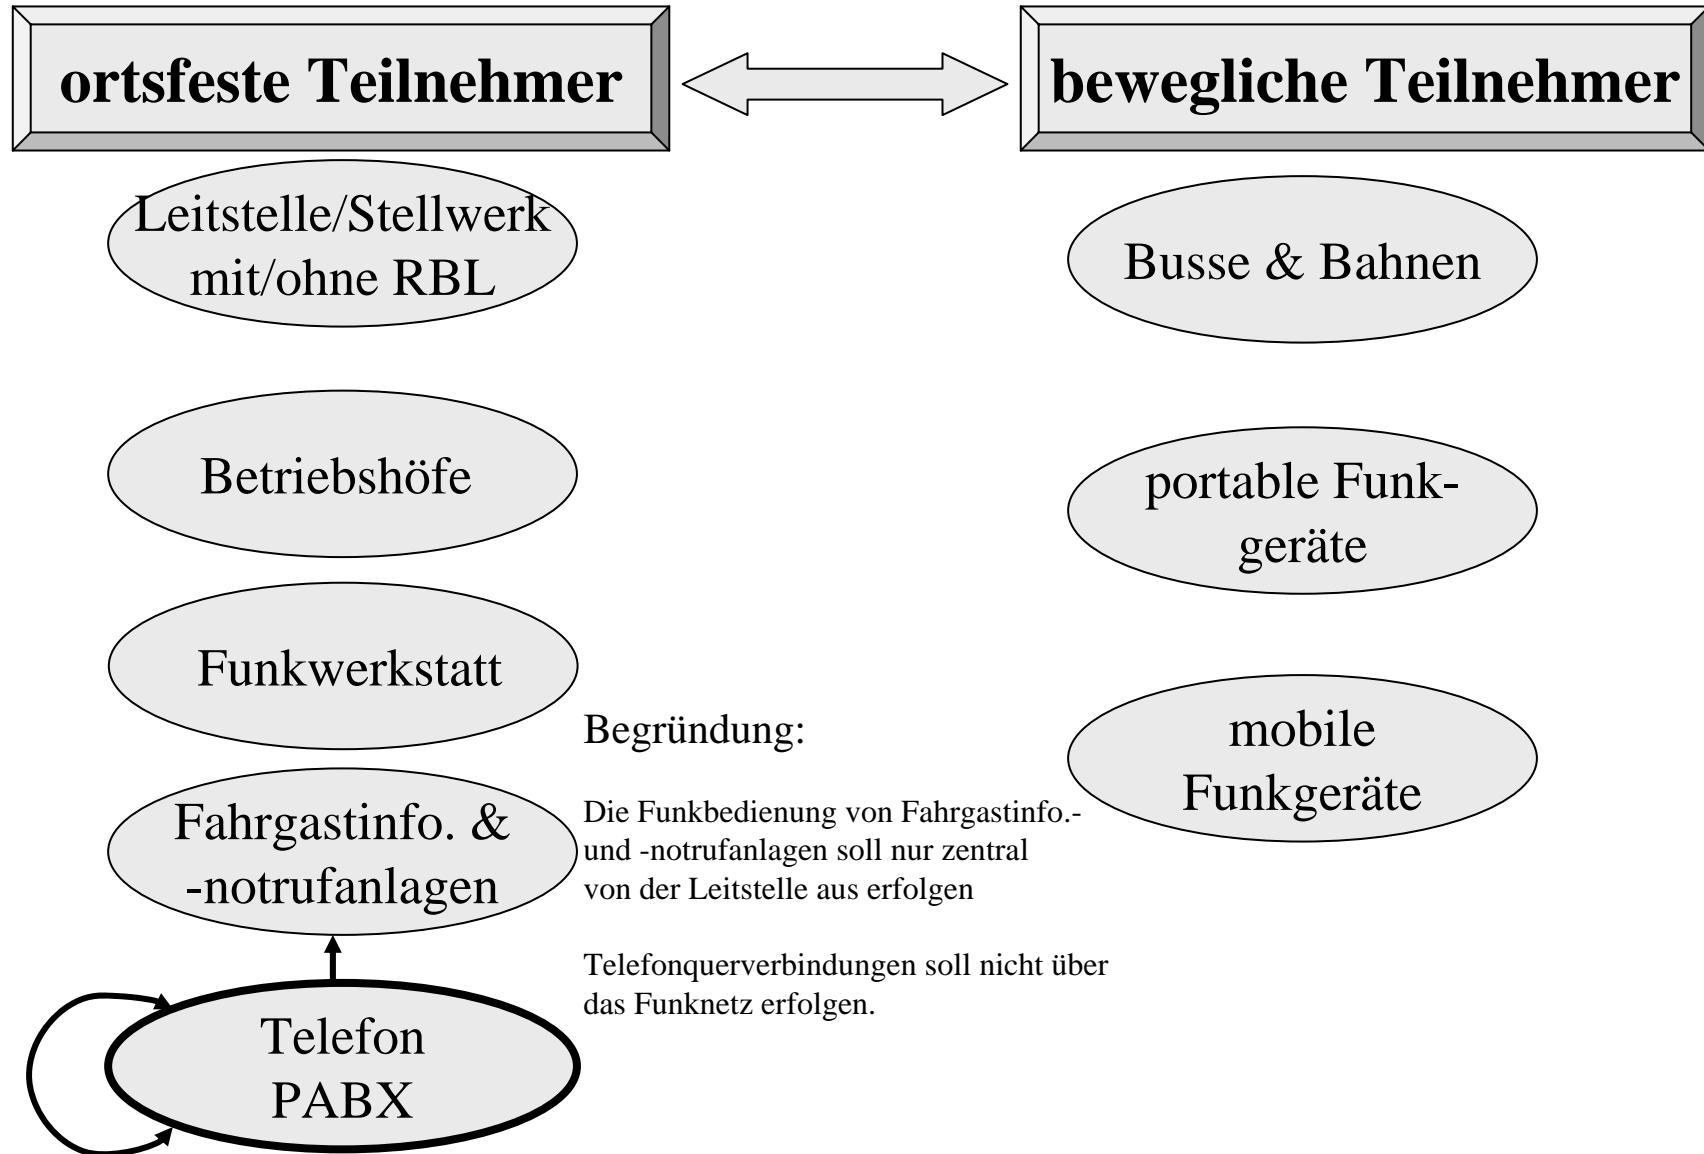 ortsfeste Teilnehmer
bewegliche Teilnehmer
Leitstelle/Stellwerk
mit/ohne RBL
Betriebshöfe
Funkwerkstatt
Fahrgastinfo. &
-notrufanlagen
Telefon
PABX
Begründung:
Die Funkbedienung von Fahrgastinfo.-
und -notrufanlagen soll nur zentral
von der Leitstelle aus erfolgen
Telefonquerverbindungen soll nicht über
das Funknetz erfolgen.
Busse & Bahnen
portable Funk-
geräte
mobile
Funkgeräte